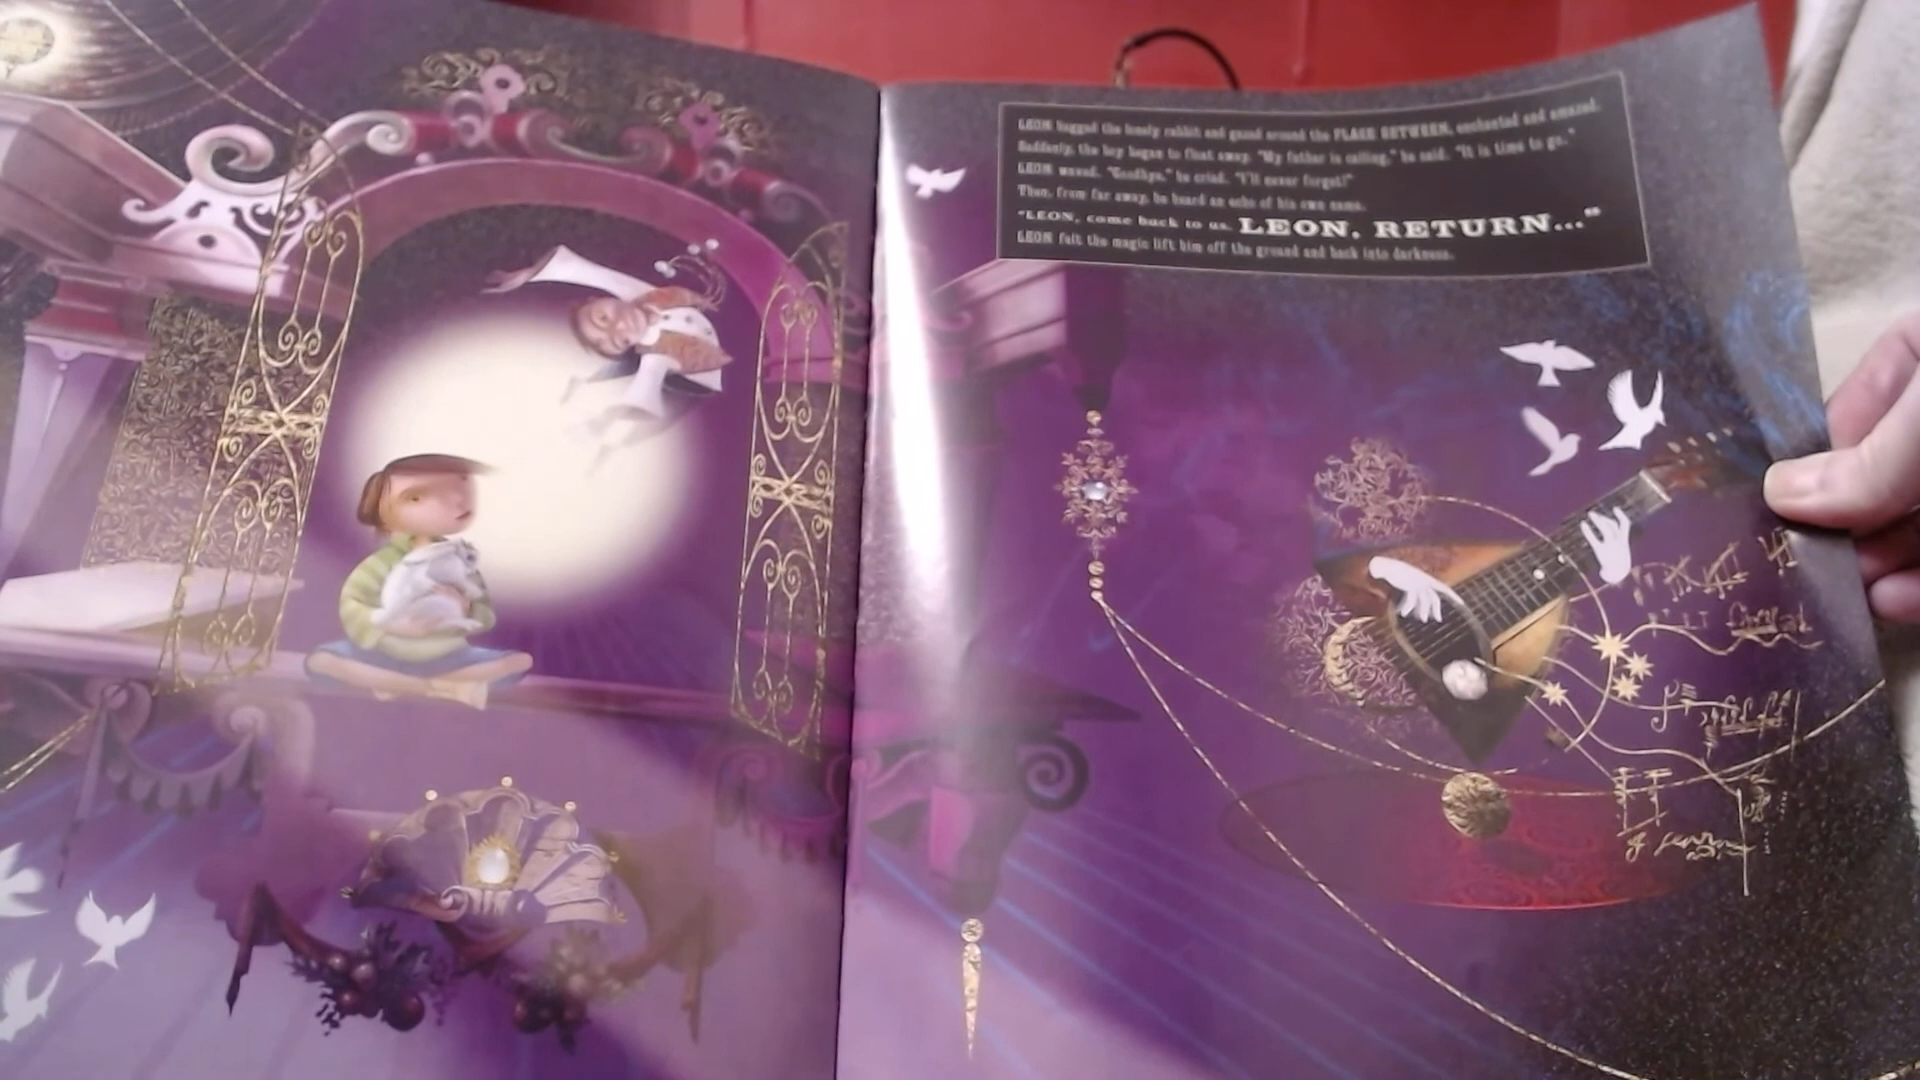 LEON hugged the lonely rabbit and gazed around the PLACE BETWEEN, enchanted and amazed.
Suddenly, the boy began to float away. "My father is calling," he said. "It is time to go."
LEON waved. "Goodbye," he cried. "I'll never forget!"
Then, from far away, he heard an echo of his own name.
"LEON, come back to us. LEON, RETURN..."
LEON felt the magic lift him off the ground and back into darkness.